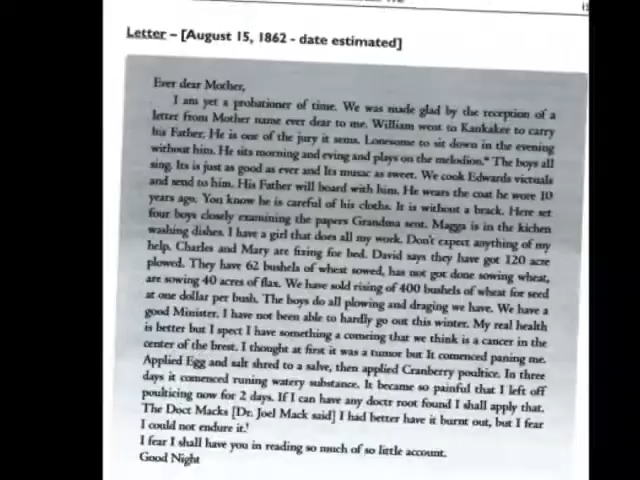 Letter – [August 15, 1862 - date estimated]
Ever dear Mother,
I am yet a probationer of time. We was made glad by the reception of a
letter from Mother name ever dear to me. William went to Kankakee to carry
his Father. He is one of the jury it sems. Lonesome to sit down in the evening
without him. He sits morning and eving and plays on the melodion.* The boys all
sing. Its is just as good as ever and Its musac as sweet. We cook Edwards victuals
and send to him. His Father will board with him. He wears the coat he wore 10
years ago. You know he is careful of his cloths. It is without a brack. Here set
four boys closely examining the papers Grandma sent. Magga is in the kichen
washing dishes. I have a girl that does all my work. Don't expect anything of my
help. Charles and Mary are fixing for bed. David says they have got 120 acre
plowed. They have 62 bushels of wheat sowed, has not got done sowing wheat,
are sowing 40 acres of flax. We have sold rising of 400 bushels of wheat for seed
at one dollar per bush. The boys do all plowing and draging we have. We have a
good Minister. I have not been able to hardly go out this winter. My real health
is better but I spect I have something a comeing that we think is a cancer in the
center of the brest. I thought at first it was a tumor but It comenced paning me.
Applied Egg and salt shred to a salve, then applied Cranberry poultice. In three
days it comenced runing watery substance. It became so painful that I left off
poulticing now for 2 days. If I can have any doctr root found I shall apply that.
The Doct Macks [Dr. Joel Mack said] I had better have it burnt out, but I fear
I could not endure it.
I fear I shall have you in reading so much of so little account.
Good Night